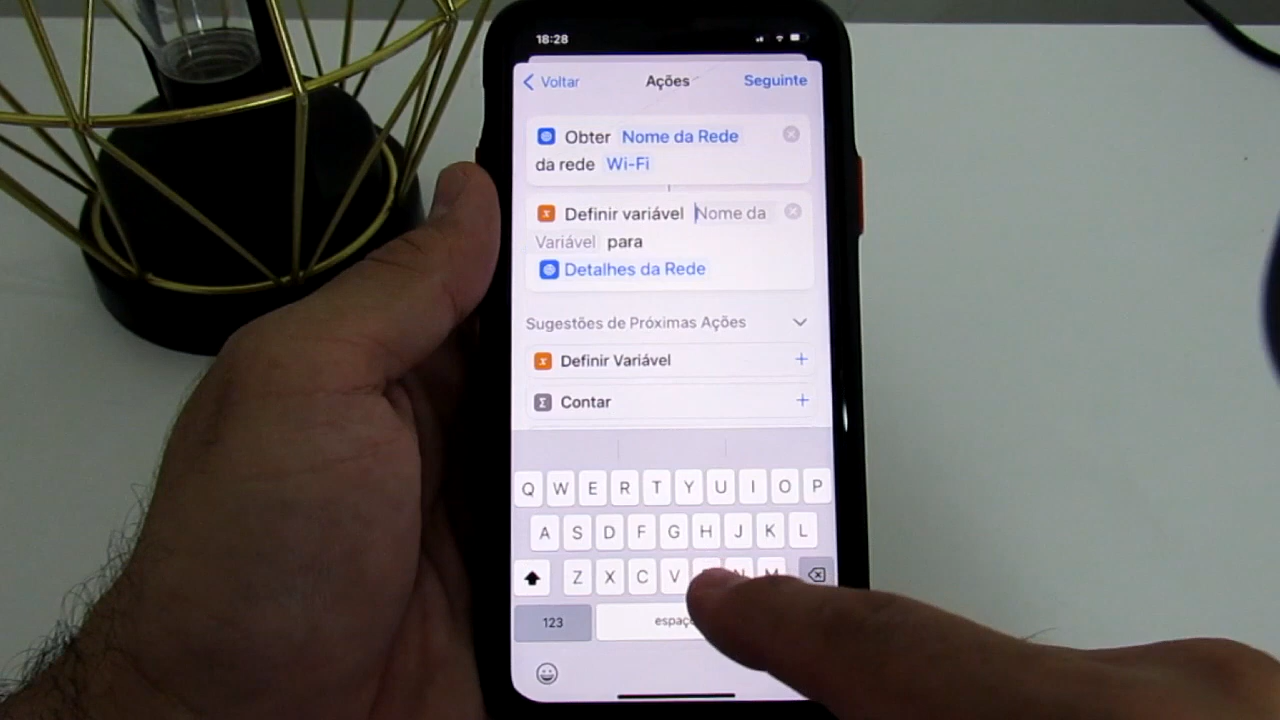 18:28
Voltar Ações Seguinte
Obter Nome da Rede
da rede Wi-Fi
x Definir variável Nome da
Variável para
Detalhes da Rede
Sugestões de Próximas Ações
x Definir Variável +
Σ Contar +
Q W E R T Y U I O P
A S D F G H J K L
Z X C V N M
123 espaço